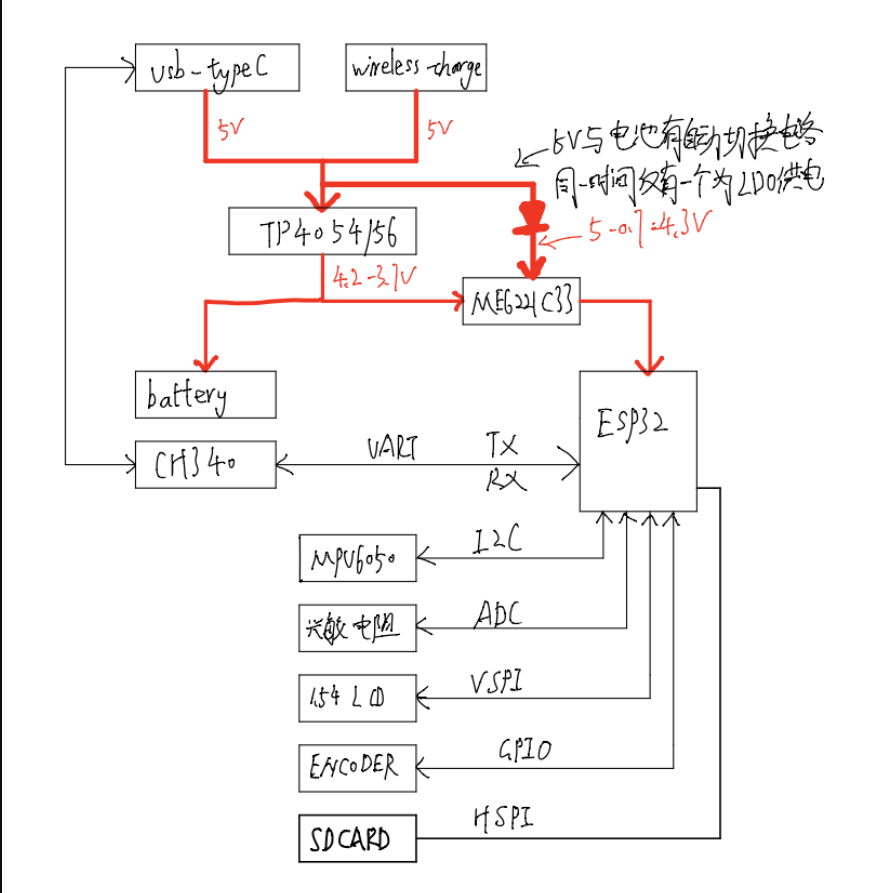 usb-typeC
wireless-charge
5V
5V
5V与电池有自动切换电路
同一时间仅有一个为LDO供电
TP4054/56
5-0.7=4.3V
4.2-3.7V
ME6221C33
battery
ESP32
CH340
UART
TX
RX
MPU6050
I2C
光敏电阻
ADC
1.54 LCD
VSPI
ENCODER
GPIO
SDCARD
HSPI